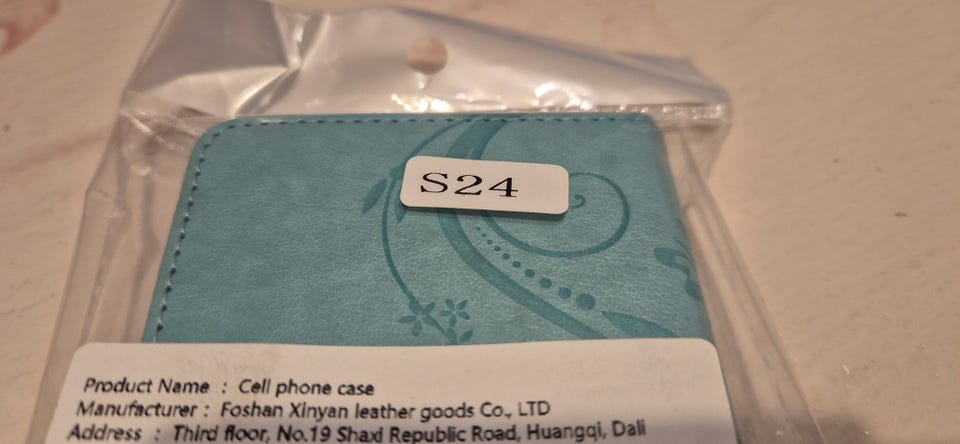 S24
Product Name : Cell phone case
Manufacturer : Foshan Xinyan leather goods Co., LTD
Address : Third floor, No.19 Shaxi Republic Road, Huangqi, Dali